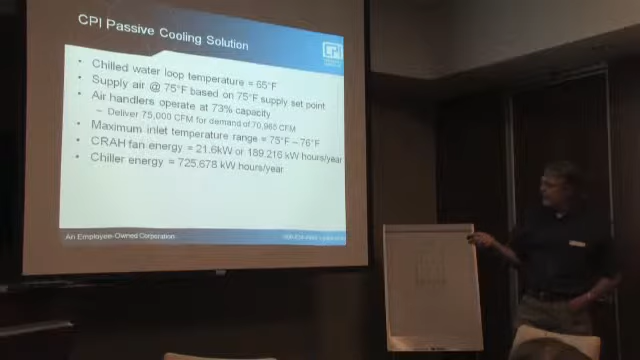 CPI Passive Cooling Solution
CPI
• Chilled water loop temperature = 65°F
• Supply air @ 75°F based on 75°F supply set point
• Air handlers operate at 73% capacity
– Deliver 75,000 CFM for demand of 70,965 CFM
• Maximum inlet temperature range = 75°F – 76°F
• CRAH fan energy = 21.6kW or 189,216 kW hours/year
• Chiller energy = 725,678 kW hours/year
An Employee-Owned Corporation